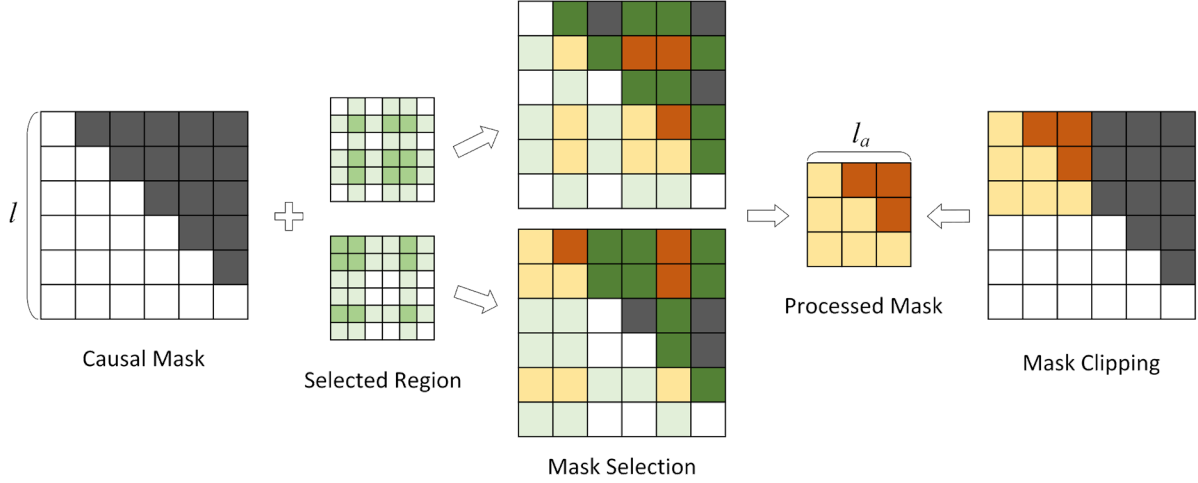 l
Causal Mask
Selected Region
Mask Selection
l_a
Processed Mask
Mask Clipping